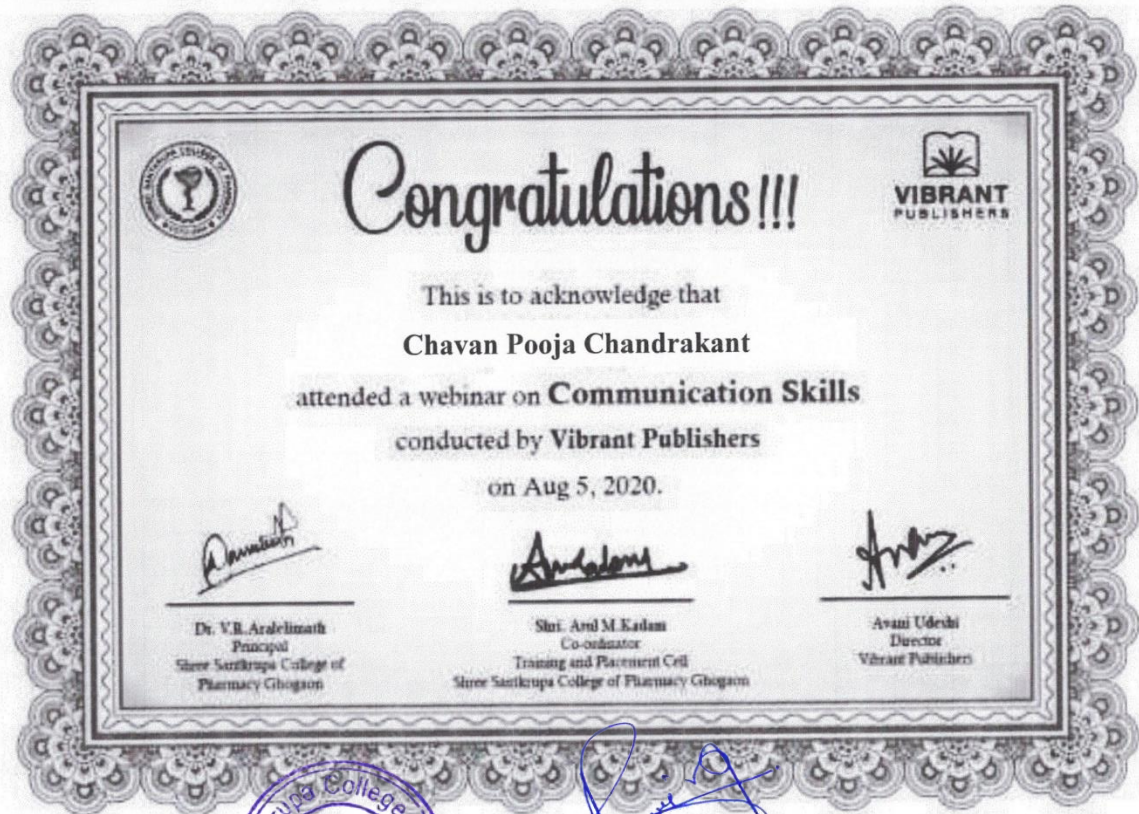 Congratulations!!!
VIBRANT
PUBLISHERS
This is to acknowledge that
Chavan Pooja Chandrakant
attended a webinar on Communication Skills
conducted by Vibrant Publishers
on Aug 5, 2020.
Dr. V.R. Aralelimath
Principal
Shree Santkrupa College of
Pharmacy Ghogaon
Shri. Amol M. Kadam
Co-ordinator
Training and Placement Cell
Shree Santkrupa College of Pharmacy Ghogaon
Avani Udeshi
Director
Vibrant Publishers
College